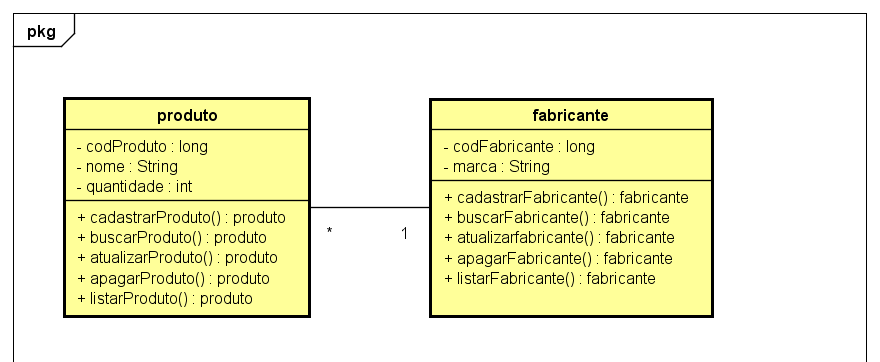 pkg
produto
- codProduto : long
- nome : String
- quantidade : int
+ cadastrarProduto() : produto
+ buscarProduto() : produto
+ atualizarProduto() : produto
+ apagarProduto() : produto
+ listarProduto() : produto
*
1
fabricante
- codFabricante : long
- marca : String
+ cadastrarFabricante() : fabricante
+ buscarFabricante() : fabricante
+ atualizarfabricante() : fabricante
+ apagarFabricante() : fabricante
+ listarFabricante() : fabricante